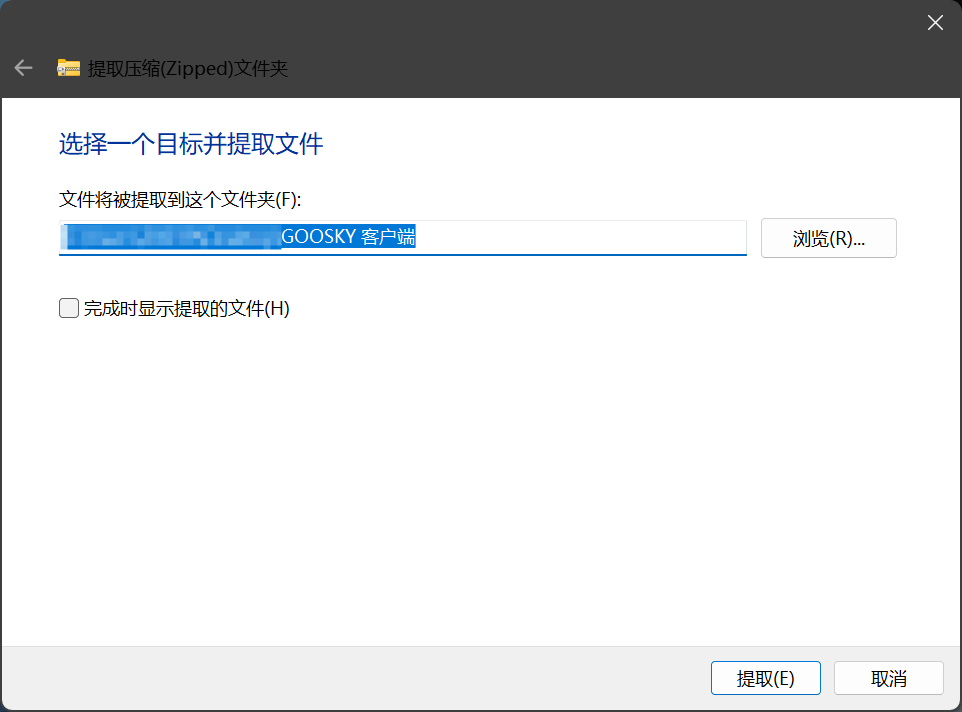 提取压缩(Zipped)文件夹
选择一个目标并提取文件
文件将被提取到这个文件夹(F):
GOOSKY 客户端
浏览(R)...
完成时显示提取的文件(H)
提取(E)
取消